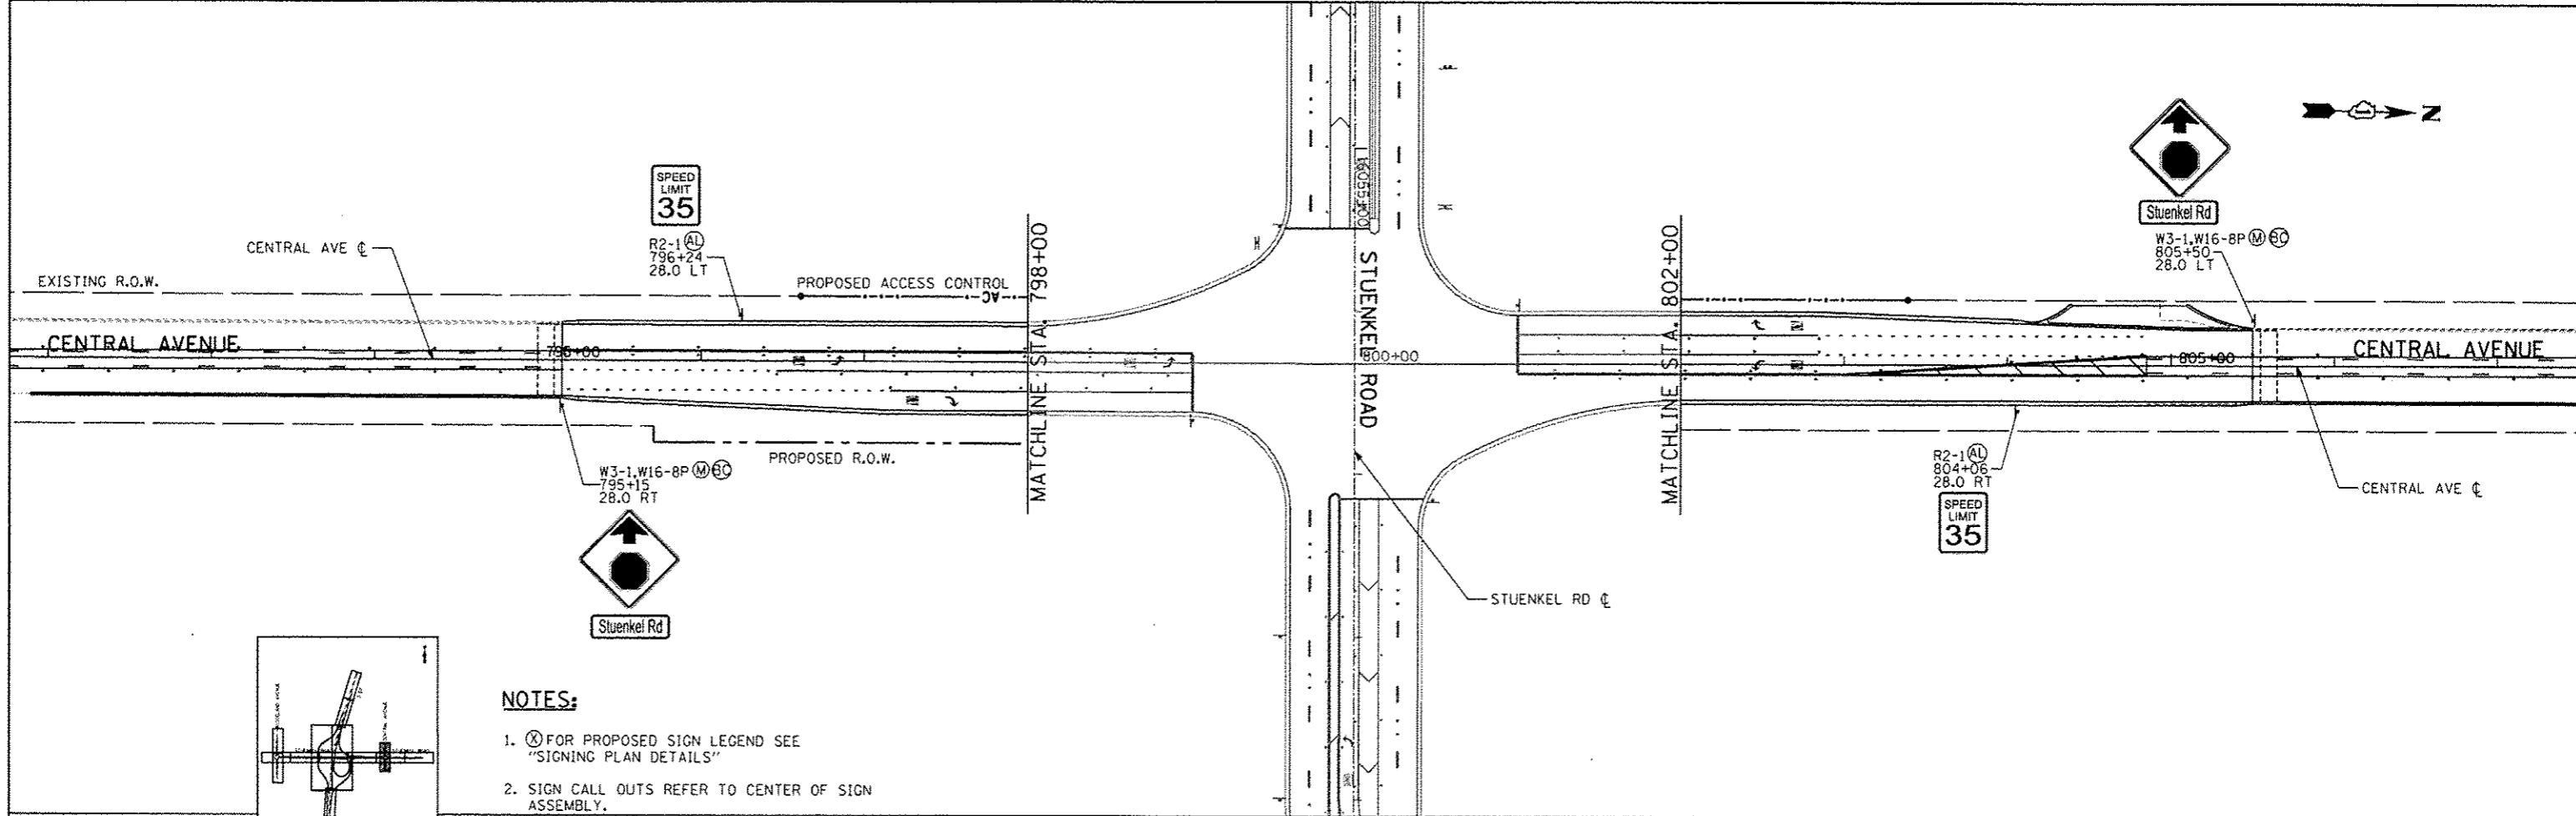 SPEED
LIMIT
35
R2-1 AL
796+24
28.0 LT
CENTRAL AVE ℄
EXISTING R.O.W.
PROPOSED ACCESS CONTROL
AC
CENTRAL AVENUE
795+00
MATCHLINE STA. 798+00
PROPOSED R.O.W.
W3-1,W16-8P M BC
795+15
28.0 RT
Stuenkel Rd
16055+00
STUENKEL ROAD
800+00
MATCHLINE STA. 802+00
STUENKEL RD ℄
N
Stuenkel Rd
W3-1,W16-8P M BC
805+50
28.0 LT
805+00
CENTRAL AVENUE
R2-1 AL
804+06
28.0 RT
SPEED
LIMIT
35
CENTRAL AVE ℄
NOTES:
1. X FOR PROPOSED SIGN LEGEND SEE
"SIGNING PLAN DETAILS"
2. SIGN CALL OUTS REFER TO CENTER OF SIGN
ASSEMBLY.